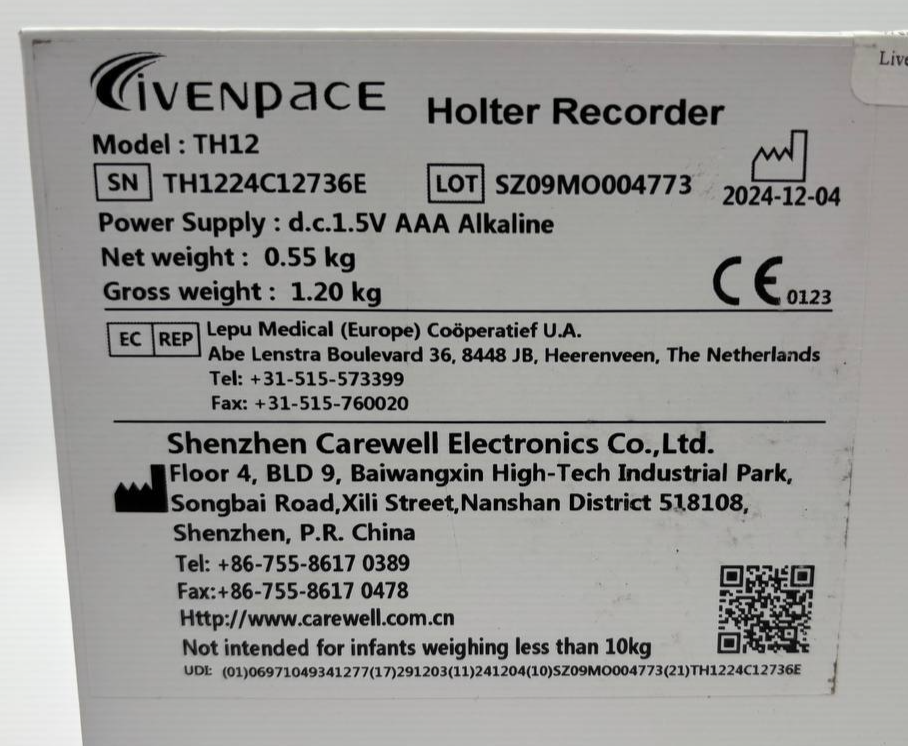 LIVENPACE Holter Recorder
Model : TH12
SN TH1224C12736E LOT SZ09MO004773
2024-12-04
Power Supply : d.c.1.5V AAA Alkaline
Net weight : 0.55 kg
Gross weight : 1.20 kg
CE 0123
EC REP Lepu Medical (Europe) Coöperatief U.A.
Abe Lenstra Boulevard 36, 8448 JB, Heerenveen, The Netherlands
Tel: +31-515-573399
Fax: +31-515-760020
Shenzhen Carewell Electronics Co.,Ltd.
Floor 4, BLD 9, Baiwangxin High-Tech Industrial Park,
Songbai Road,Xili Street,Nanshan District 518108,
Shenzhen, P.R. China
Tel: +86-755-8617 0389
Fax:+86-755-8617 0478
Http://www.carewell.com.cn
Not intended for infants weighing less than 10kg
UDI: (01)06971049341277(17)291203(11)241204(10)SZ09MO004773(21)TH1224C12736E